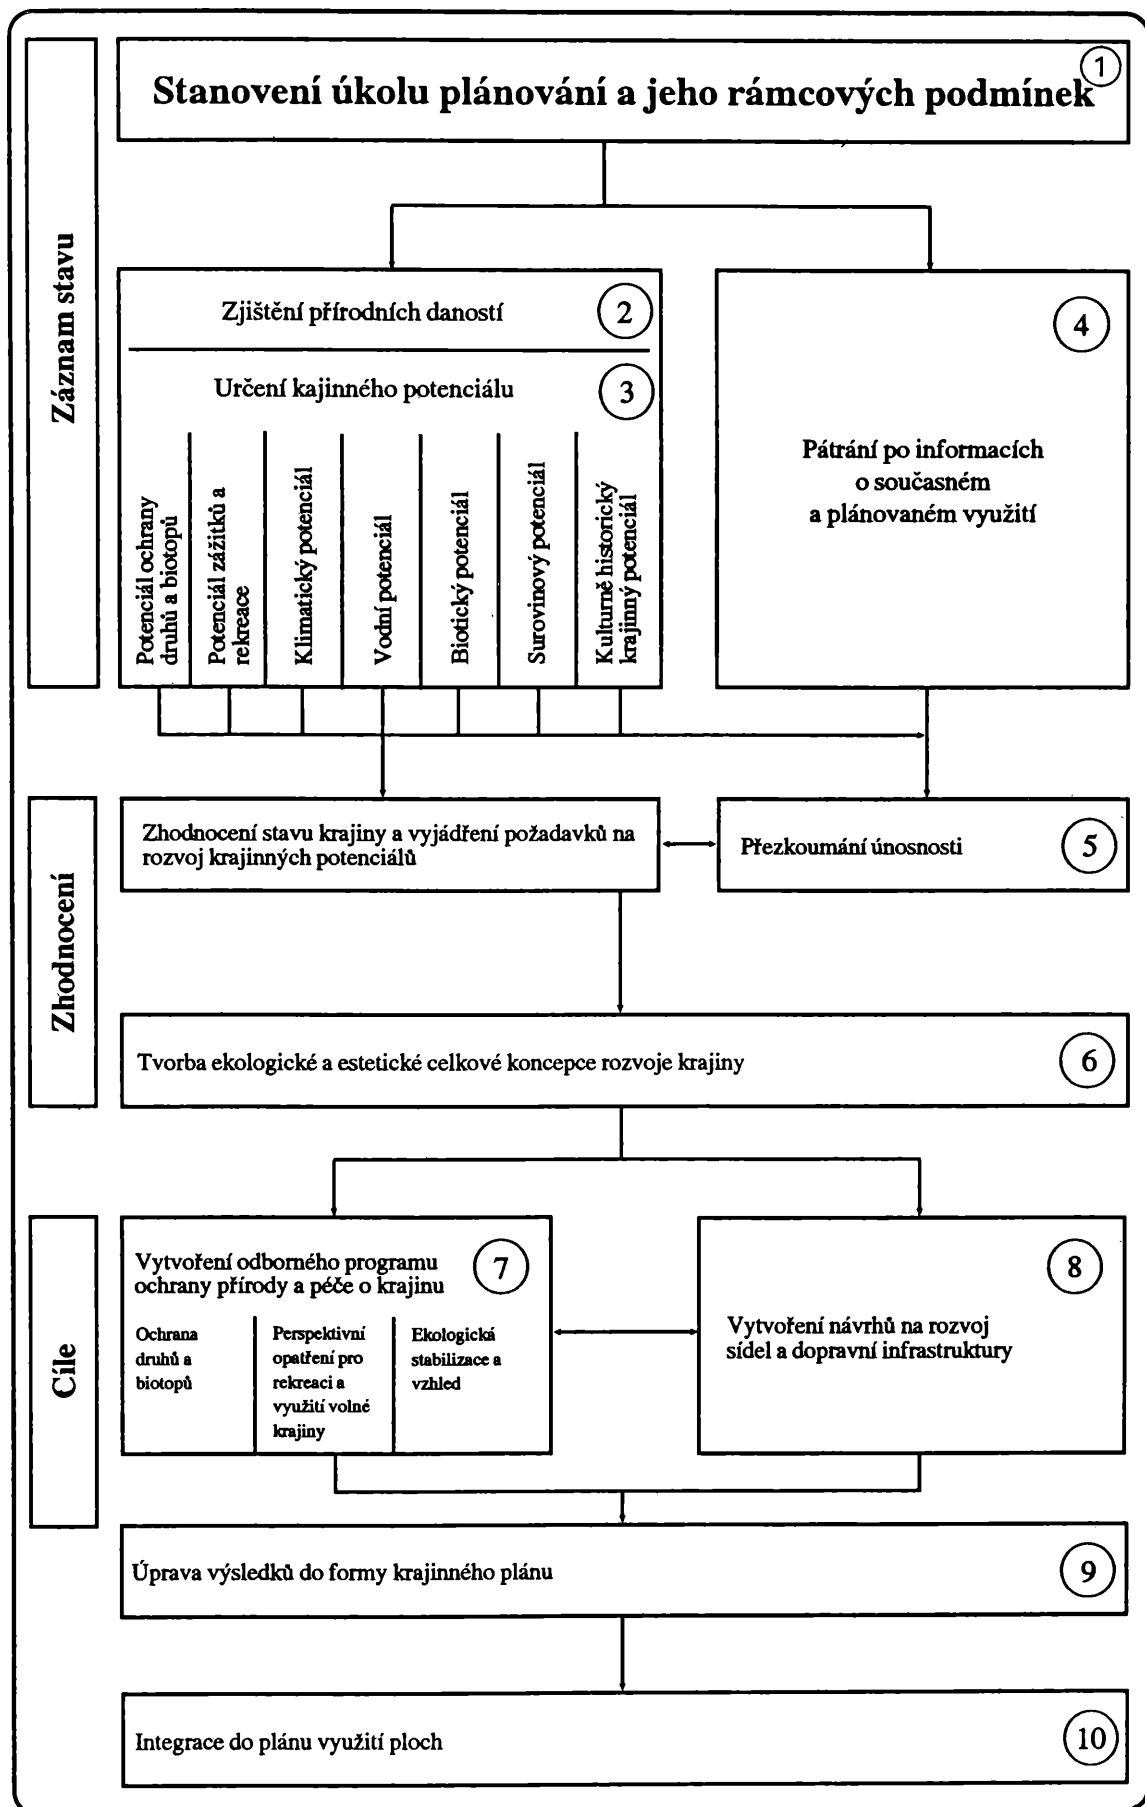 Záznam stavu
Stanovení úkolu plánování a jeho rámcových podmínek
1
Zjištění přírodních daností
2
Určení kajinného potenciálu
3
Potenciál ochrany
druhů a biotopů
Potenciál zážitků a
rekreace
Klimatický potenciál
Vodní potenciál
Biotický potenciál
Surovinový potenciál
Kulturně historický
krajinný potenciál
4
Pátrání po informacích
o současném
a plánovaném využití
Zhodnocení
Zhodnocení stavu krajiny a vyjádření požadavků na
rozvoj krajinných potenciálů
Přezkoumání únosnosti
5
Tvorba ekologické a estetické celkové koncepce rozvoje krajiny
6
Cíle
Vytvoření odborného programu
ochrany přírody a péče o krajinu
7
Ochrana
druhů a
biotopů
Perspektivní
opatření pro
rekreaci a
využití volné
krajiny
Ekologická
stabilizace a
vzhled
8
Vytvoření návrhů na rozvoj
sídel a dopravní infrastruktury
Úprava výsledků do formy krajinného plánu
9
Integrace do plánu využití ploch
10